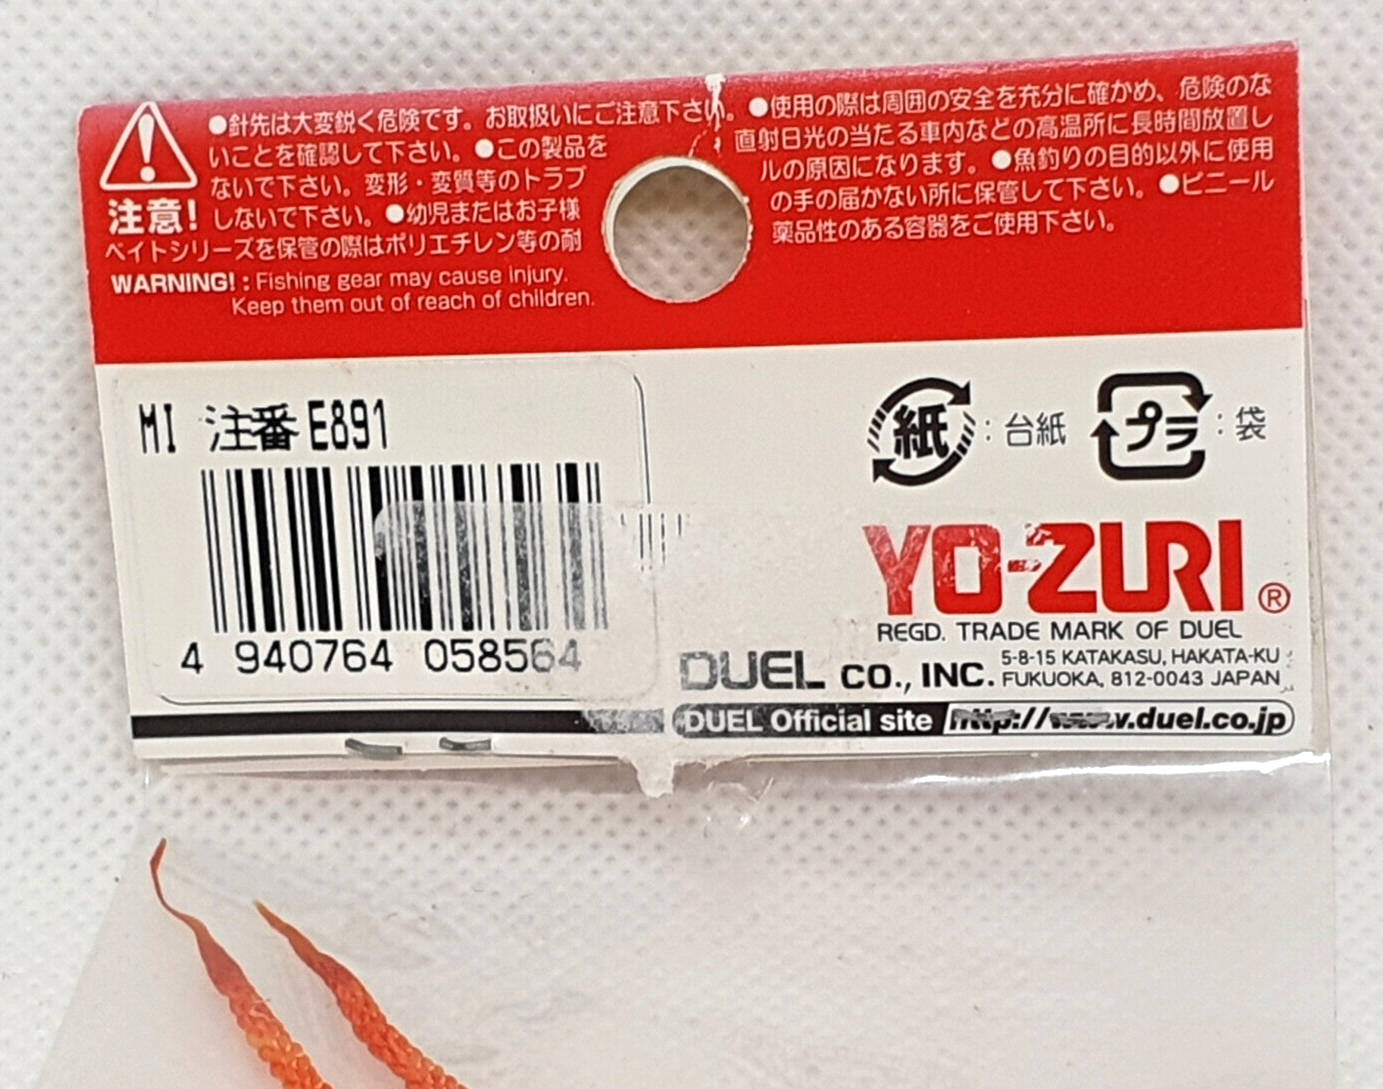 ●針先は大変鋭く危険です。お取扱いにご注意下さい。●使用の際は周囲の安全を充分に確かめ、危険のな
いことを確認して下さい。●この製品を直射日光の当たる車内などの高温所に長時間放置し
ないで下さい。変形・変質等のトラブルの原因になります。●魚釣りの目的以外に使用
注意! しないで下さい。●幼児またはお子様の手の届かない所に保管して下さい。●ビニール
ベイトシリーズを保管の際はポリエチレン等の耐薬品性のある容器をご使用下さい。
WARNING! : Fishing gear may cause injury.
Keep them out of reach of children.
MI 注番E891
4 940764 058564
紙 : 台紙 プラ : 袋
YO-ZURI®
REGD. TRADE MARK OF DUEL
DUEL CO., INC. 5-8-15 KATAKASU, HAKATA-KU
FUKUOKA, 812-0043 JAPAN
DUEL Official site http://www.duel.co.jp